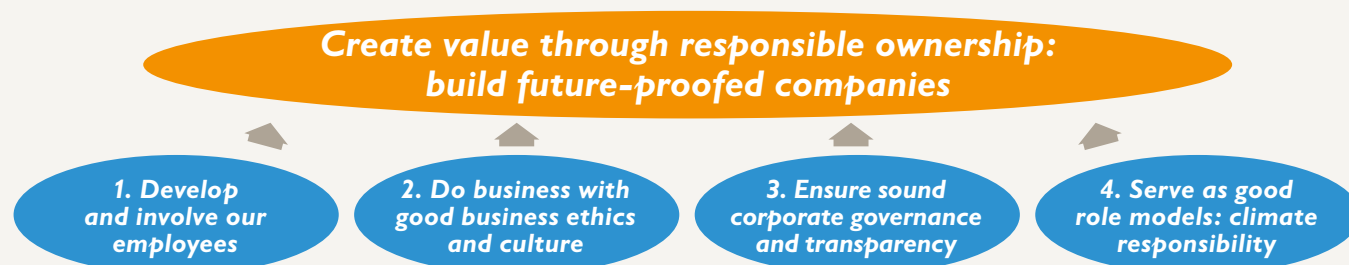 Create value through responsible ownership:
build future-proofed companies
1. Develop
and involve our
employees
2. Do business with
good business ethics
and culture
3. Ensure sound
corporate governance
and transparency
4. Serve as good
role models: climate
responsibility